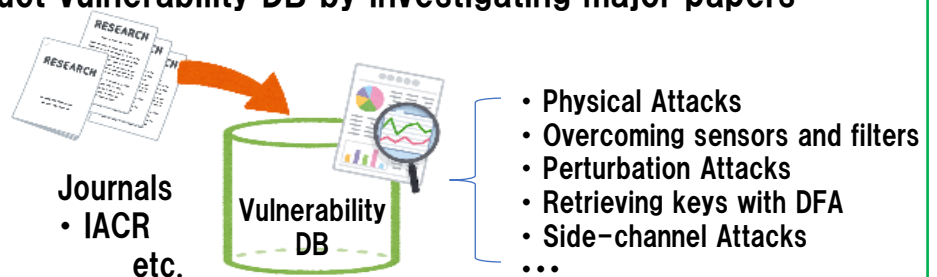 uct Vulnerability DB by investigating major papers
RESEARCH
RESEARCH
Journals
・IACR
etc.
Vulnerability
DB
・Physical Attacks
・Overcoming sensors and filters
・Perturbation Attacks
・Retrieving keys with DFA
・Side-channel Attacks
・・・